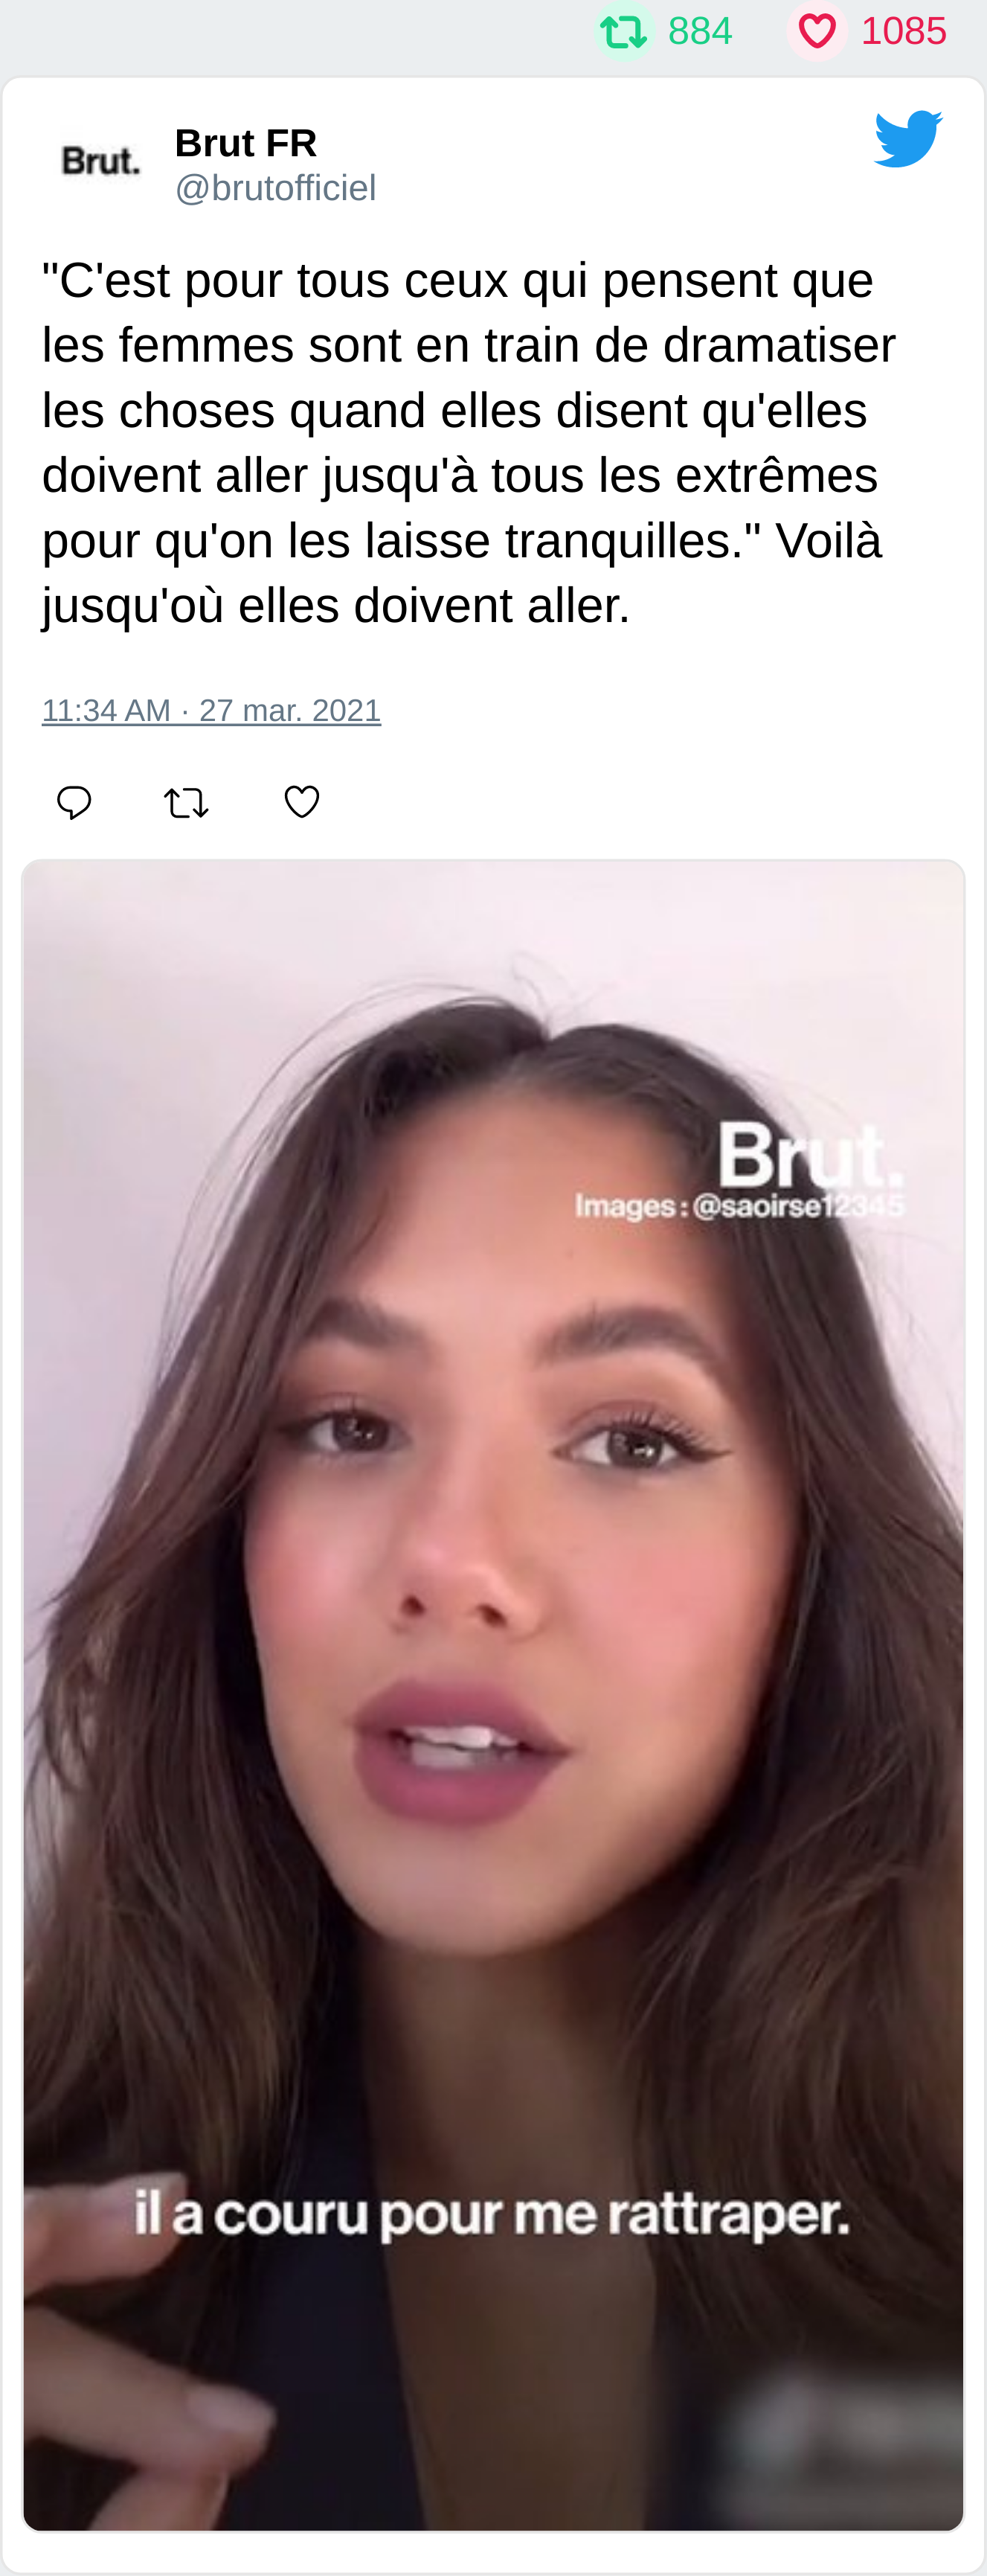 884 1085
Brut.
Brut FR
@brutofficiel
"C'est pour tous ceux qui pensent que
les femmes sont en train de dramatiser
les choses quand elles disent qu'elles
doivent aller jusqu'à tous les extrêmes
pour qu'on les laisse tranquilles." Voilà
jusqu'où elles doivent aller.
11:34 AM · 27 mar. 2021
Brut.
Images : @saoirse12345
il a couru pour me rattraper.